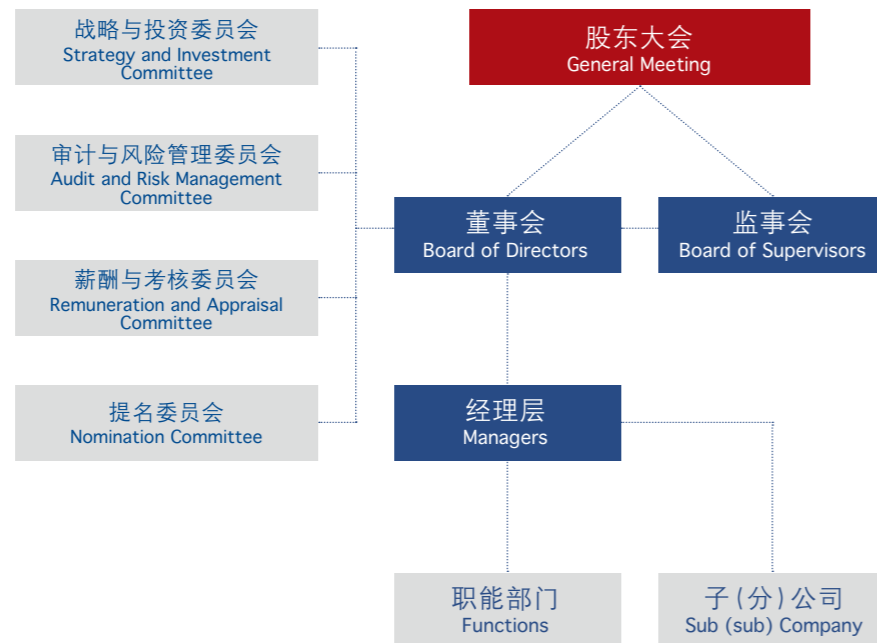 战略与投资委员会
Strategy and Investment
Committee
股东大会
General Meeting
审计与风险管理委员会
Audit and Risk Management
Committee
董事会
Board of Directors
监事会
Board of Supervisors
薪酬与考核委员会
Remuneration and Appraisal
Committee
提名委员会
Nomination Committee
经理层
Managers
职能部门
Functions
子(分)公司
Sub (sub) Company